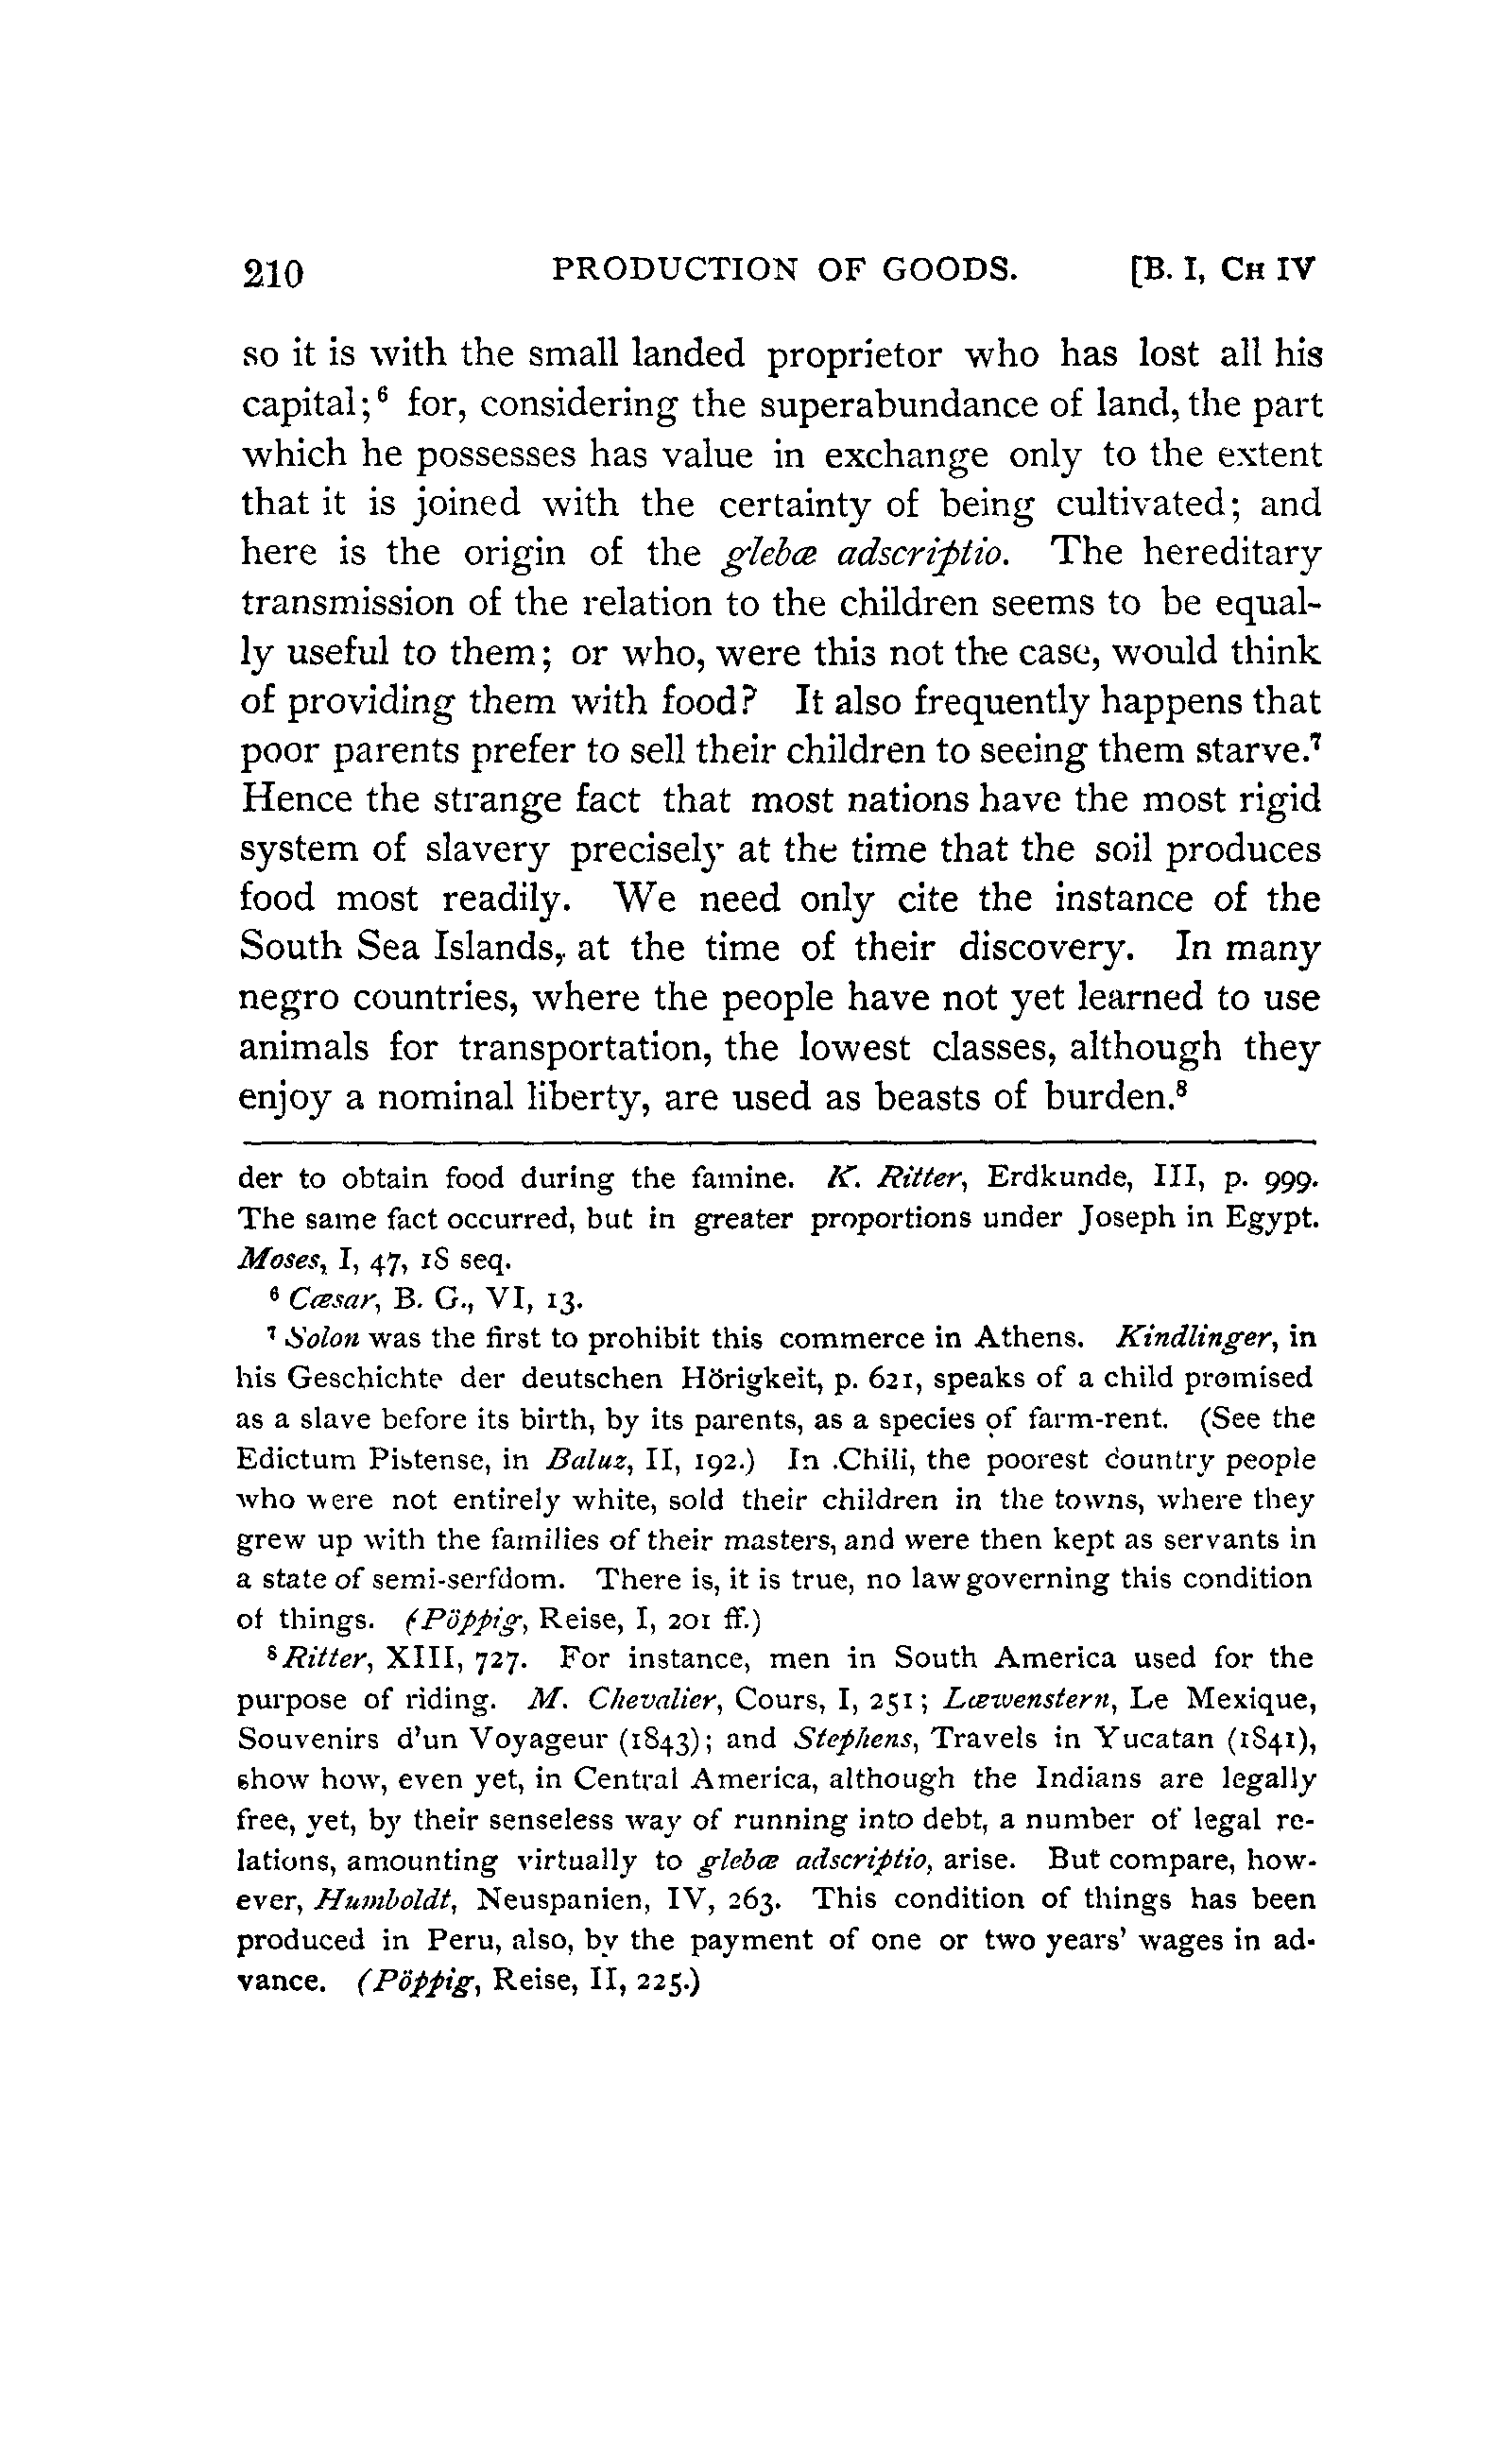 210 PRODUCTION OF GOODS. [B. I, CH IV
so it is with the small landed proprietor who has lost all his
capital;⁶ for, considering the superabundance of land, the part
which he possesses has value in exchange only to the extent
that it is joined with the certainty of being cultivated; and
here is the origin of the glebæ adscriptio. The hereditary
transmission of the relation to the children seems to be equal-
ly useful to them; or who, were this not the case, would think
of providing them with food? It also frequently happens that
poor parents prefer to sell their children to seeing them starve.⁷
Hence the strange fact that most nations have the most rigid
system of slavery precisely at the time that the soil produces
food most readily. We need only cite the instance of the
South Sea Islands, at the time of their discovery. In many
negro countries, where the people have not yet learned to use
animals for transportation, the lowest classes, although they
enjoy a nominal liberty, are used as beasts of burden.⁸
der to obtain food during the famine. K. Ritter, Erdkunde, III, p. 999.
The same fact occurred, but in greater proportions under Joseph in Egypt.
Moses, I, 47, 18 seq.
⁶ Cæsar, B. G., VI, 13.
⁷ Solon was the first to prohibit this commerce in Athens. Kindlinger, in
his Geschichte der deutschen Hörigkeit, p. 621, speaks of a child promised
as a slave before its birth, by its parents, as a species of farm-rent. (See the
Edictum Pistense, in Baluz, II, 192.) In Chili, the poorest country people
who were not entirely white, sold their children in the towns, where they
grew up with the families of their masters, and were then kept as servants in
a state of semi-serfdom. There is, it is true, no law governing this condition
of things. (Pöppig, Reise, I, 201 ff.)
⁸ Ritter, XIII, 727. For instance, men in South America used for the
purpose of riding. M. Chevalier, Cours, I, 251; Lœwenstern, Le Mexique,
Souvenirs d'un Voyageur (1843); and Stephens, Travels in Yucatan (1841),
show how, even yet, in Central America, although the Indians are legally
free, yet, by their senseless way of running into debt, a number of legal re-
lations, amounting virtually to glebæ adscriptio, arise. But compare, how-
ever, Humboldt, Neuspanien, IV, 263. This condition of things has been
produced in Peru, also, by the payment of one or two years' wages in ad-
vance. (Pöppig, Reise, II, 225.)